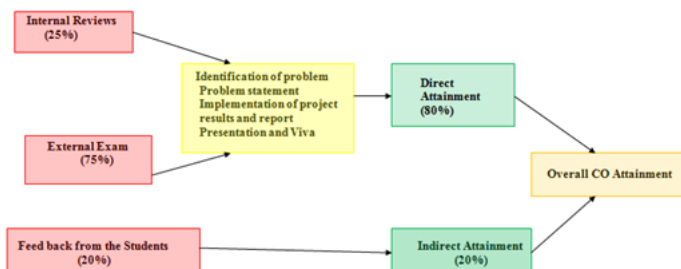 Internal Reviews
(25%)
Identification of problem
Problem statement
Implementation of project
results and report
Presentation and Viva
Direct
Attainment
(80%)
External Exam
(75%)
Overall CO Attainment
Feed back from the Students
(20%)
Indirect Attainment
(20%)